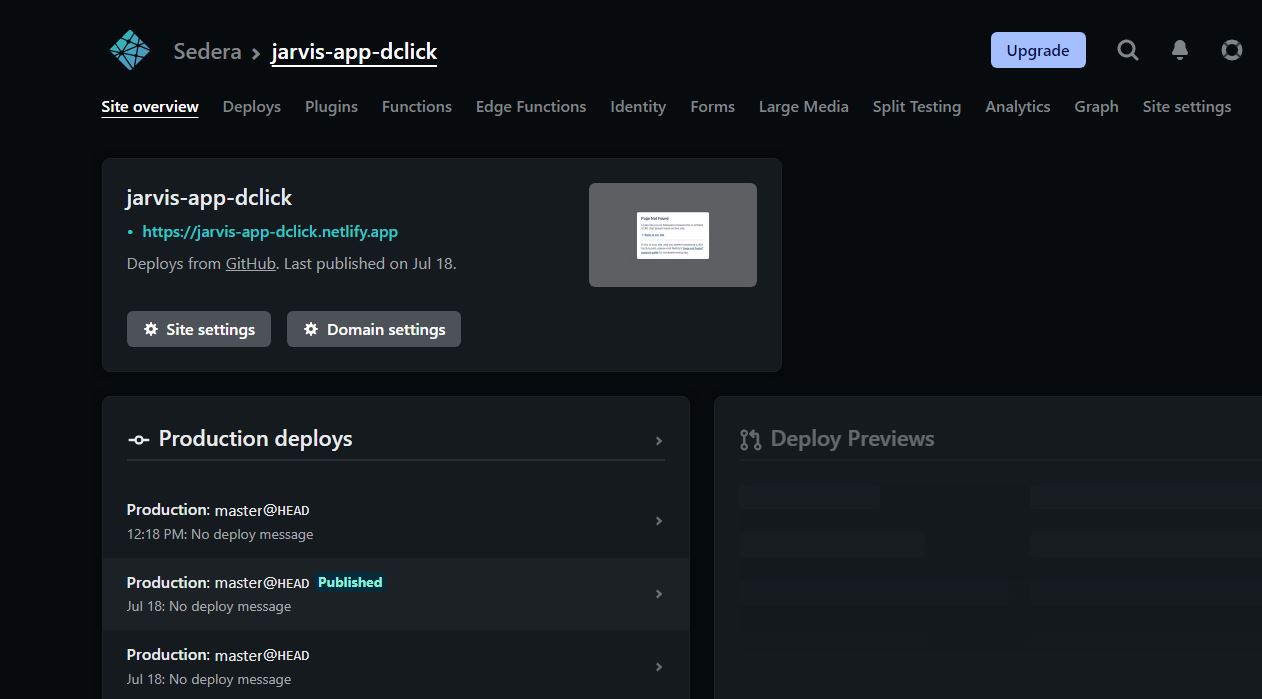 Sedera > jarvis-app-dclick
Upgrade
Site overview Deploys Plugins Functions Edge Functions Identity Forms Large Media Split Testing Analytics Graph Site settings
jarvis-app-dclick
• https://jarvis-app-dclick.netlify.app
Deploys from GitHub. Last published on Jul 18.
Page Not Found
Site settings
Domain settings
Production deploys
Deploy Previews
Production: master@HEAD
12:18 PM: No deploy message
Production: master@HEAD Published
Jul 18: No deploy message
Production: master@HEAD
Jul 18: No deploy message